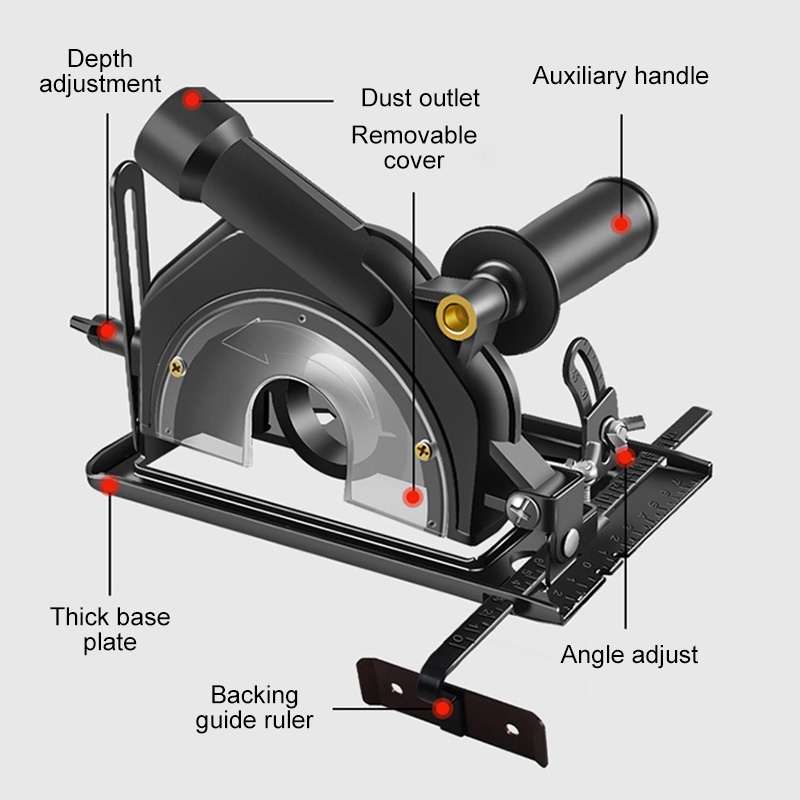 Depth
adjustment
Dust outlet
Auxiliary handle
Removable
cover
Thick base
plate
Angle adjust
Backing
guide ruler